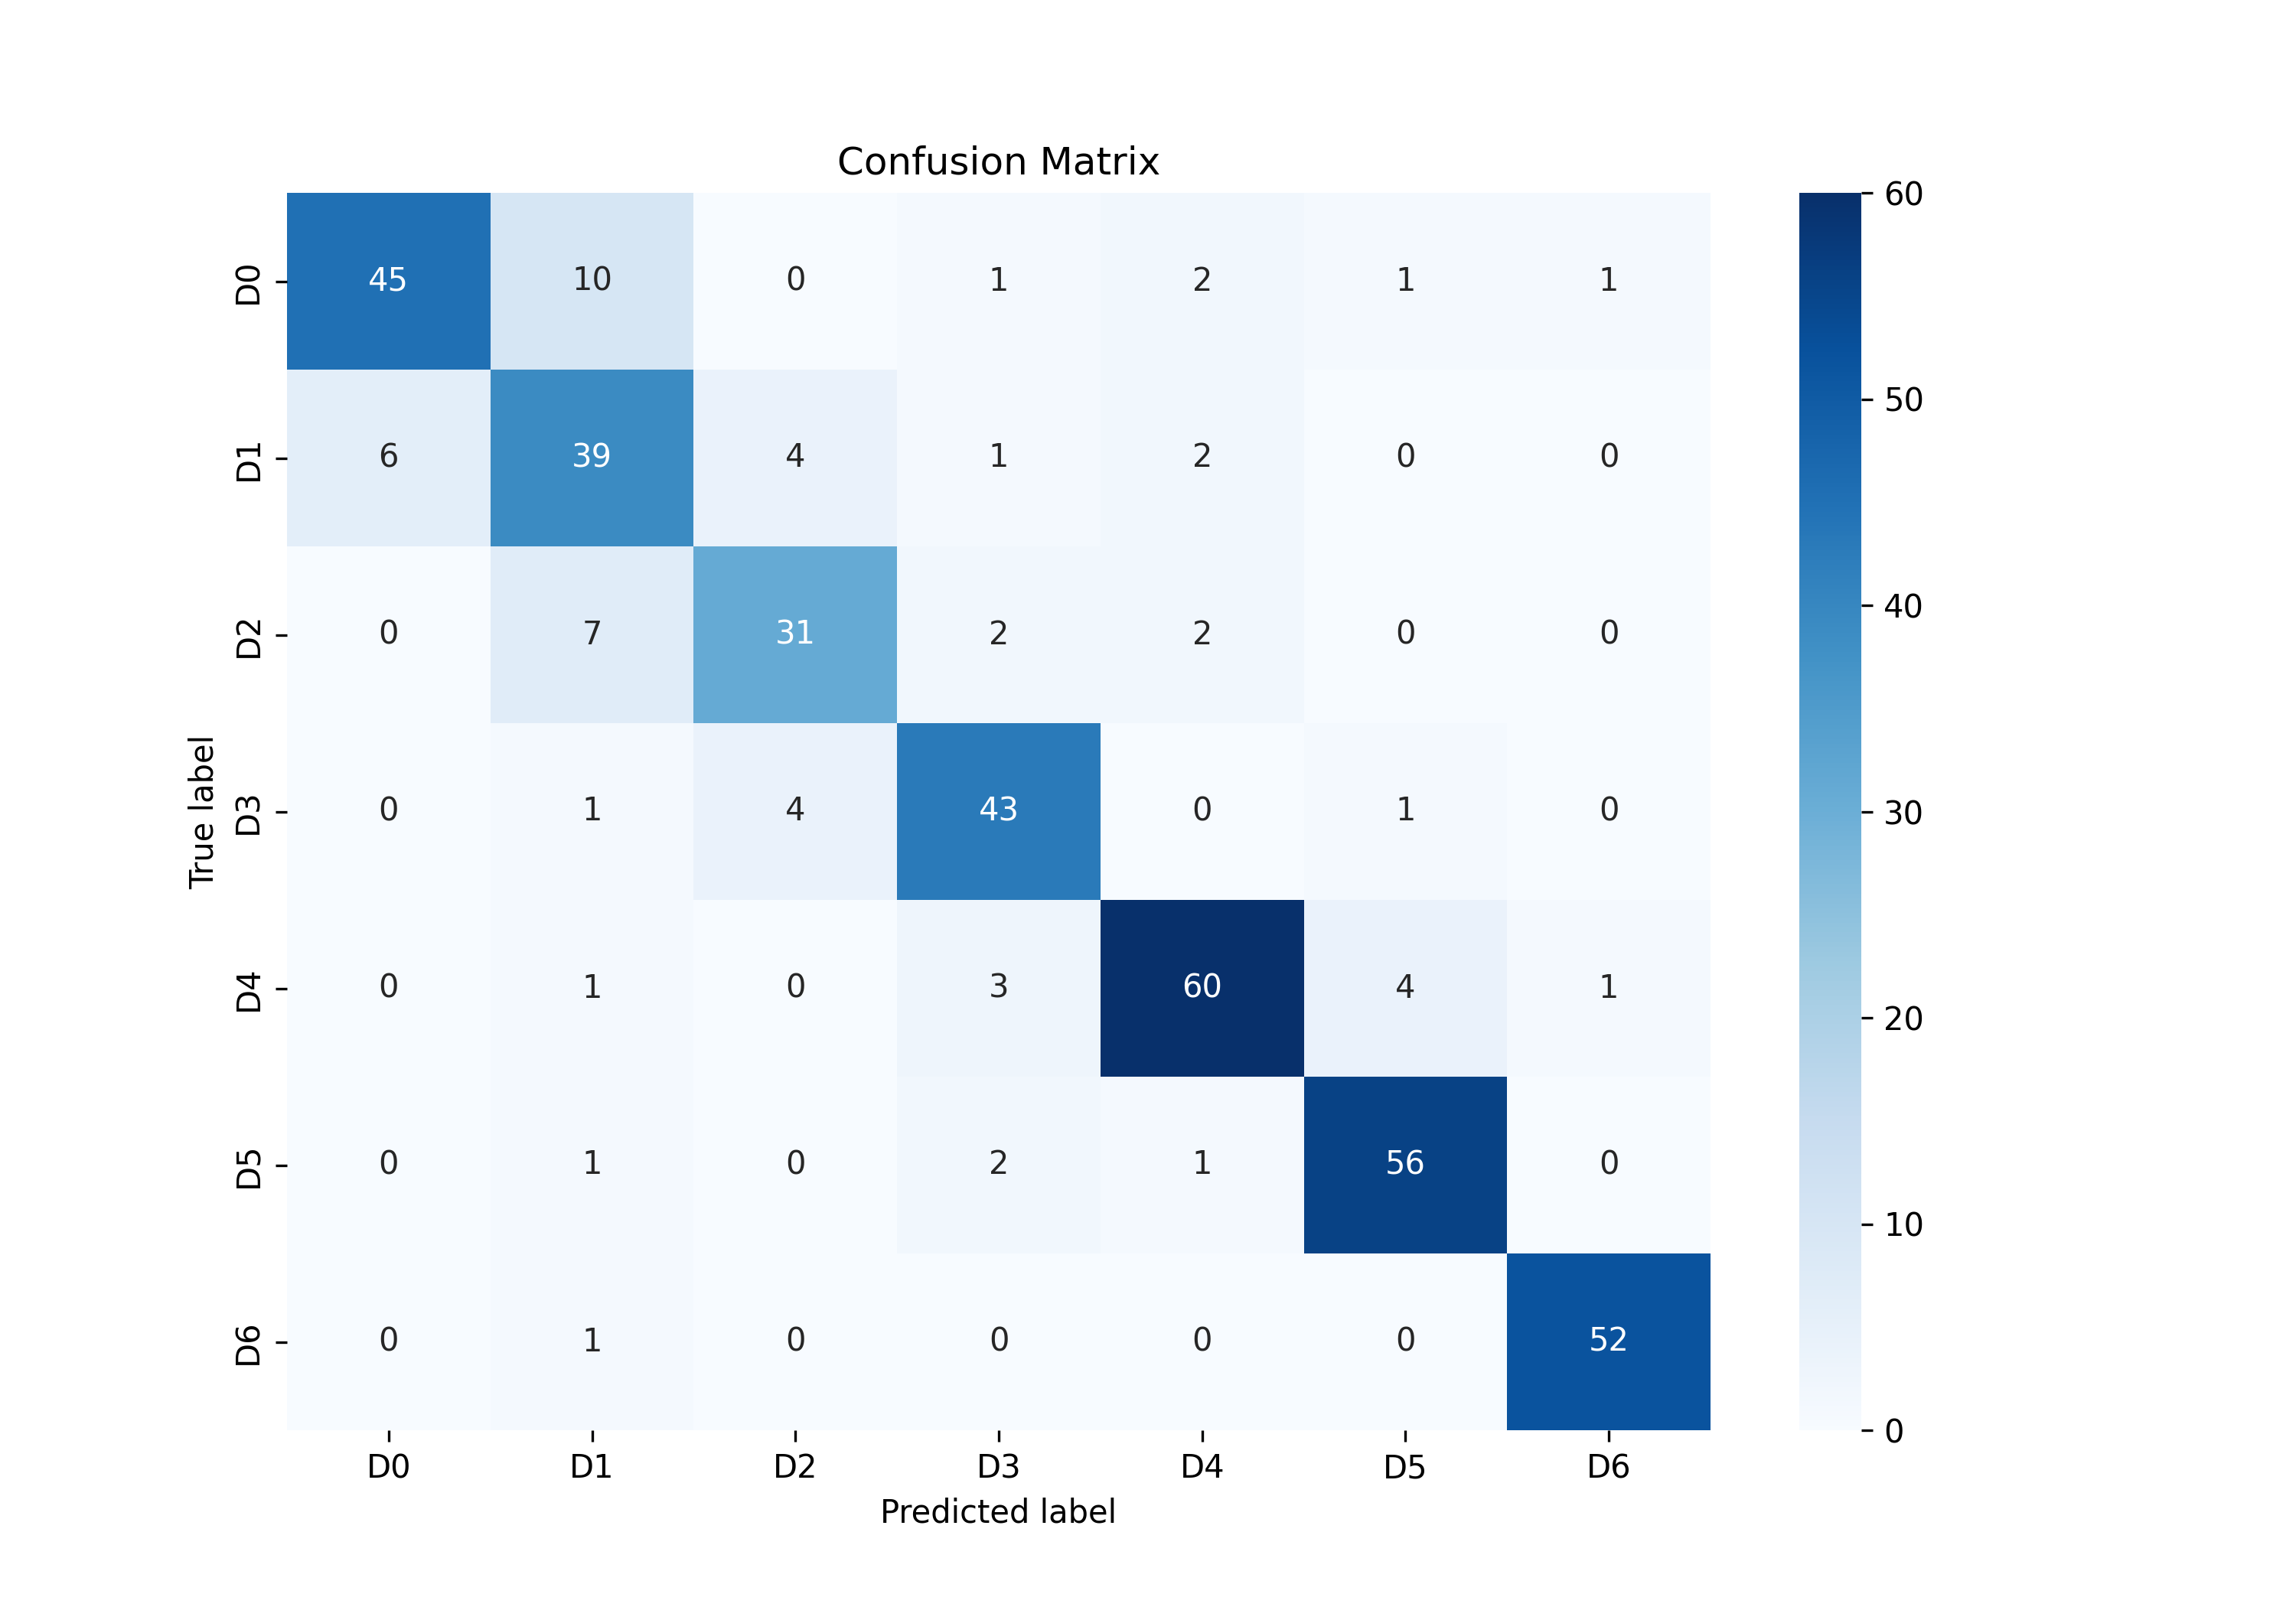 Confusion Matrix
D0 45 10 0 1 2 1 1
D1 6 39 4 1 2 0 0
D2 0 7 31 2 2 0 0
D3 0 1 4 43 0 1 0
D4 0 1 0 3 60 4 1
D5 0 1 0 2 1 56 0
D6 0 1 0 0 0 0 52
D0 D1 D2 D3 D4 D5 D6
Predicted label
True label
60
50
40
30
20
10
0